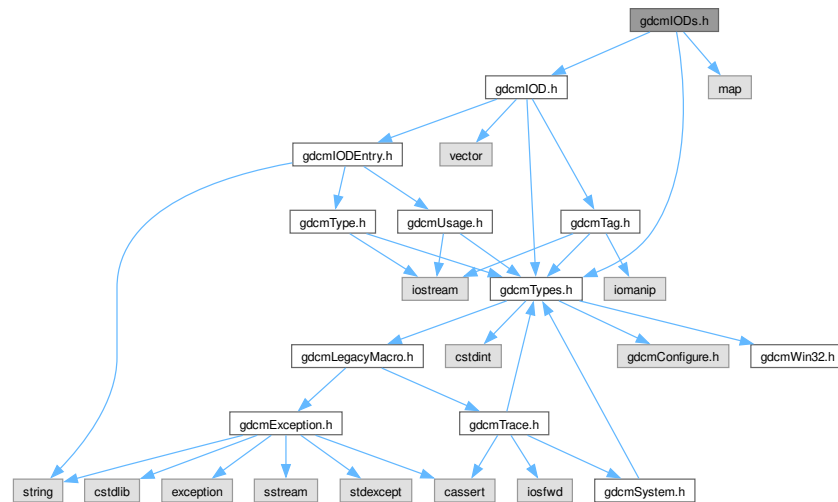 gdcmIODs.h
gdcmIOD.h
map
gdcmIODEntry.h
vector
gdcmType.h
gdcmUsage.h
gdcmTag.h
iostream
gdcmTypes.h
iomanip
gdcmLegacyMacro.h
cstdint
gdcmConfigure.h
gdcmWin32.h
gdcmException.h
gdcmTrace.h
string
cstdlib
exception
sstream
stdexcept
cassert
iosfwd
gdcmSystem.h